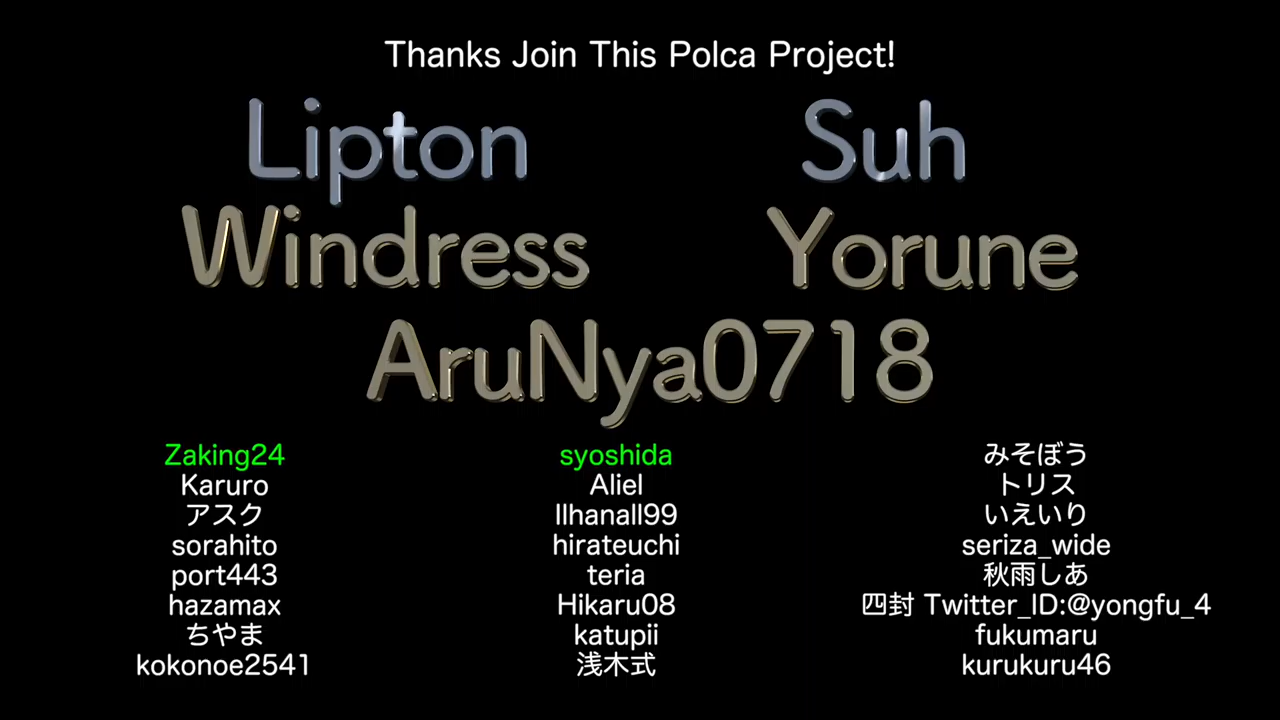 Thanks Join This Polca Project!
Lipton Suh
Windress Yorune
AruNya0718
Zaking24 syoshida みそぼう
Karuro Aliel トリス
アスク llhanall99 いえいり
sorahito hirateuchi seriza_wide
port443 teria 秋雨しあ
hazamax Hikaru08 四封 Twitter_ID:@yongfu_4
ちやま katupii fukumaru
kokonoe2541 浅木式 kurukuru46